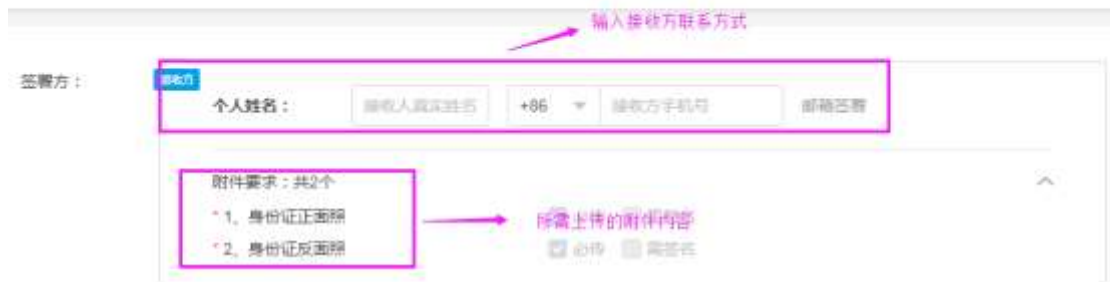 输入接收方联系方式
签署方：
接收方
个人姓名： 接收人真实姓名 +86 接收方手机号 邮箱签署
附件要求：共2个
* 1、身份证正面照
所需上传的附件内容
* 2、身份证反面照 必传 需签名